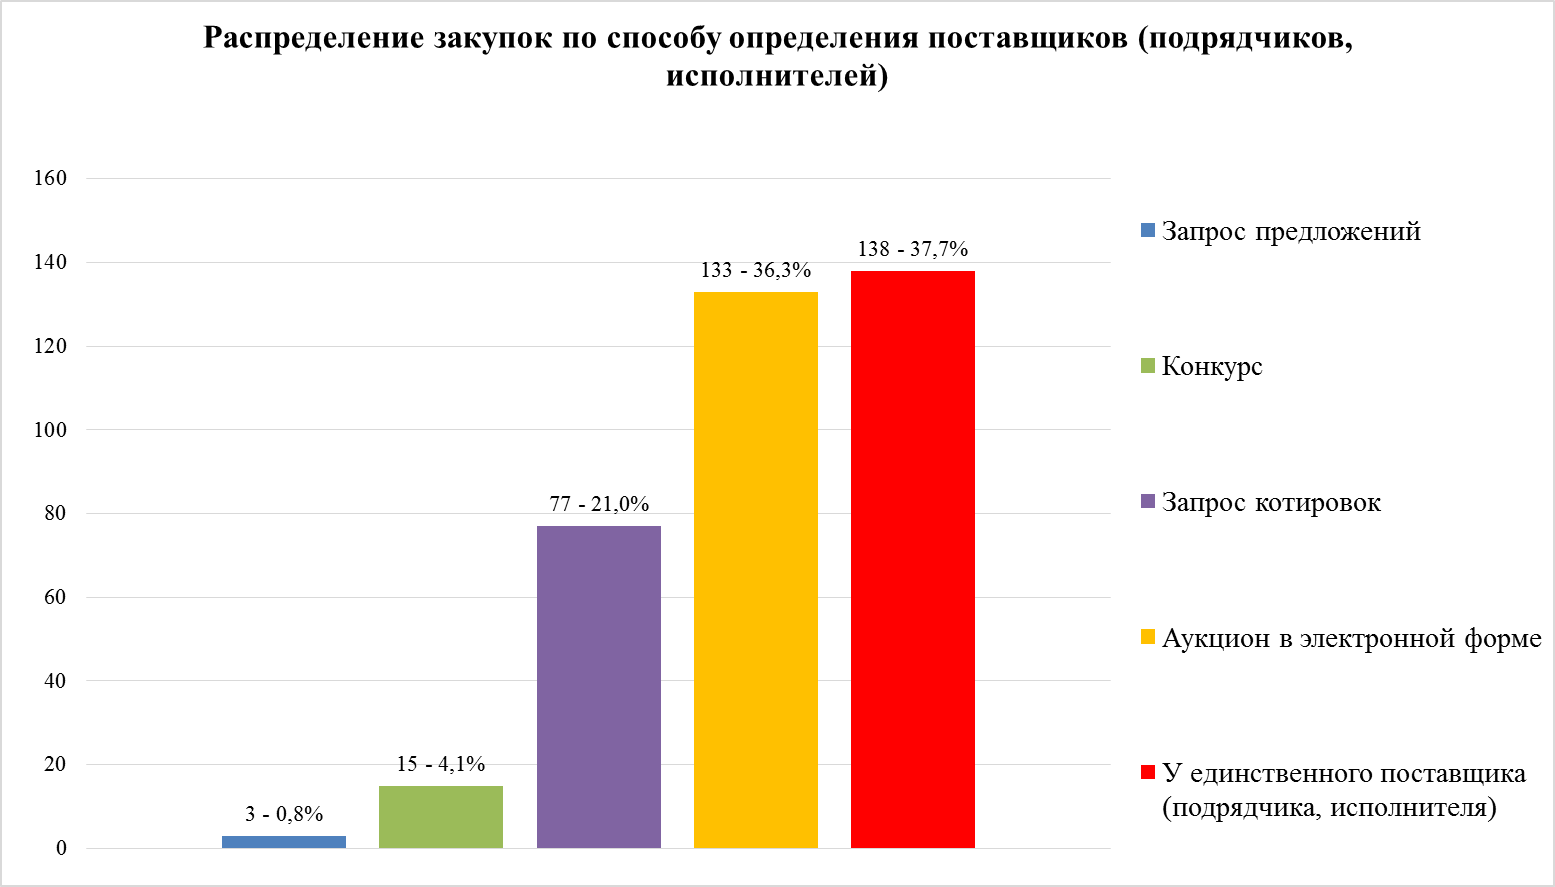 Распределение закупок по способу определения поставщиков (подрядчиков,
исполнителей)
160
140
120
100
80
60
40
20
0
3 - 0,8%
15 - 4,1%
77 - 21,0%
133 - 36,3%
138 - 37,7%
Запрос предложений
Конкурс
Запрос котировок
Аукцион в электронной форме
У единственного поставщика
(подрядчика, исполнителя)